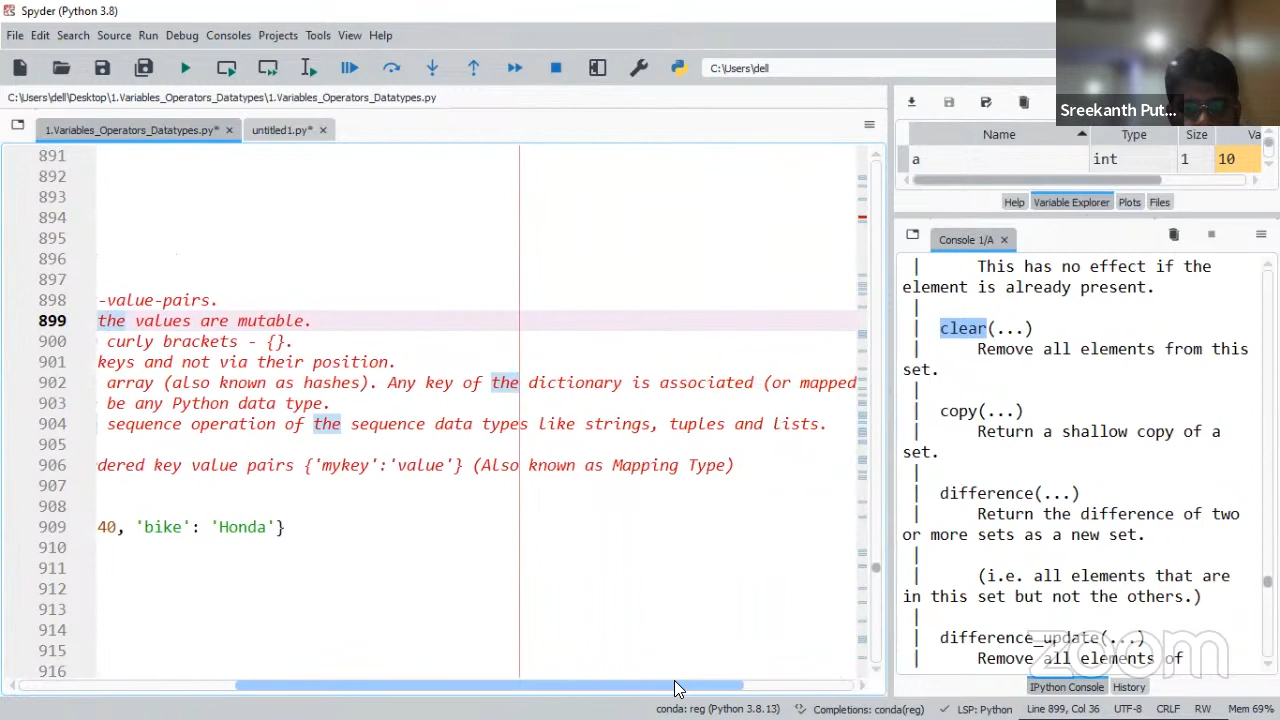 Spyder (Python 3.8)
File Edit Search Source Run Debug Consoles Projects Tools View Help
C:\Users\dell
C:\Users\dell\Desktop\1.Variables_Operators_Datatypes\1.Variables_Operators_Datatypes.py
1.Variables_Operators_Datatypes.py* untitled1.py*
891
892
893
894
895
896
897
898 -value-pairs.
899 the values are mutable.
900 curly brackets - {}.
901 keys and not via their position.
902 array (also known as hashes). Any key of the dictionary is associated (or mapped
903 be any Python data type.
904 sequence operation of the sequence data types like strings, tuples and lists.
905
906 dered key value pairs {'mykey':'value'} (Also known as Mapping Type)
907
908
909 40, 'bike': 'Honda'}
910
911
912
913
914
915
916
Sreekanth Put...
Name Type Size Va
a int 1 10
Help Variable Explorer Plots Files
Console 1/A
| This has no effect if the
element is already present.
|
| clear(...)
| Remove all elements from this
set.
|
| copy(...)
| Return a shallow copy of a
set.
|
| difference(...)
| Return the difference of two
or more sets as a new set.
|
| (i.e. all elements that are
in this set but not the others.)
|
| difference_update(...)
| Remove all elements of
zoom
IPython Console History
conda: reg (Python 3.8.13) Completions: conda(reg) LSP: Python Line 899, Col 36 UTF-8 CRLF RW Mem 69%